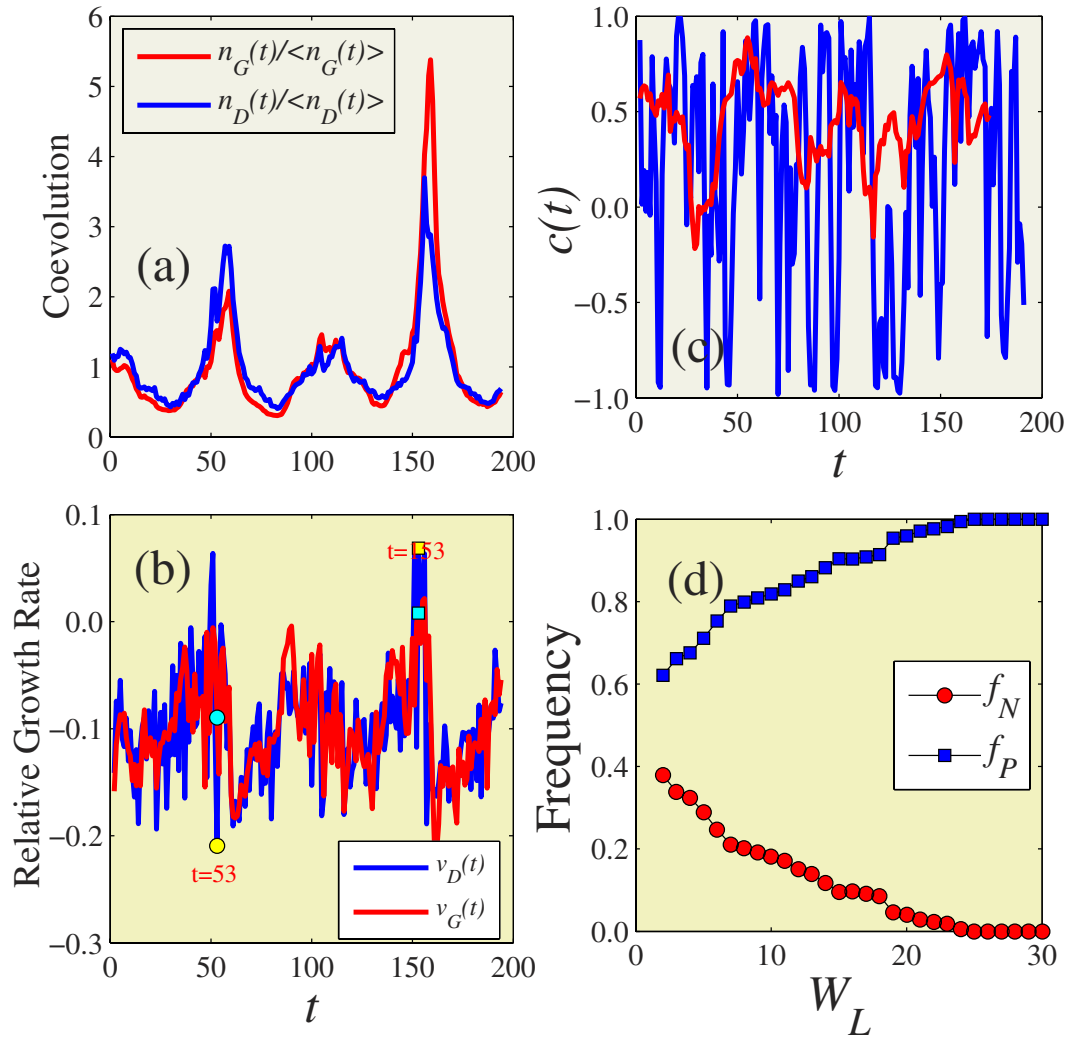 6
5
4
3
2
1
0
Coevolution
n_G(t)/<n_G(t)>
n_D(t)/<n_D(t)>
(a)
0 50 100 150 200
1.0
0.5
0.0
−0.5
−1.0
c(t)
(c)
0 50 100 150 200
t
0.1
0.0
−0.1
−0.2
−0.3
Relative Growth Rate
(b)
t=153
t=53
v_D(t)
v_G(t)
0 50 100 150 200
t
1.0
0.8
0.6
0.4
0.2
0.0
Frequency
(d)
f_N
f_P
0 10 20 30
W_L